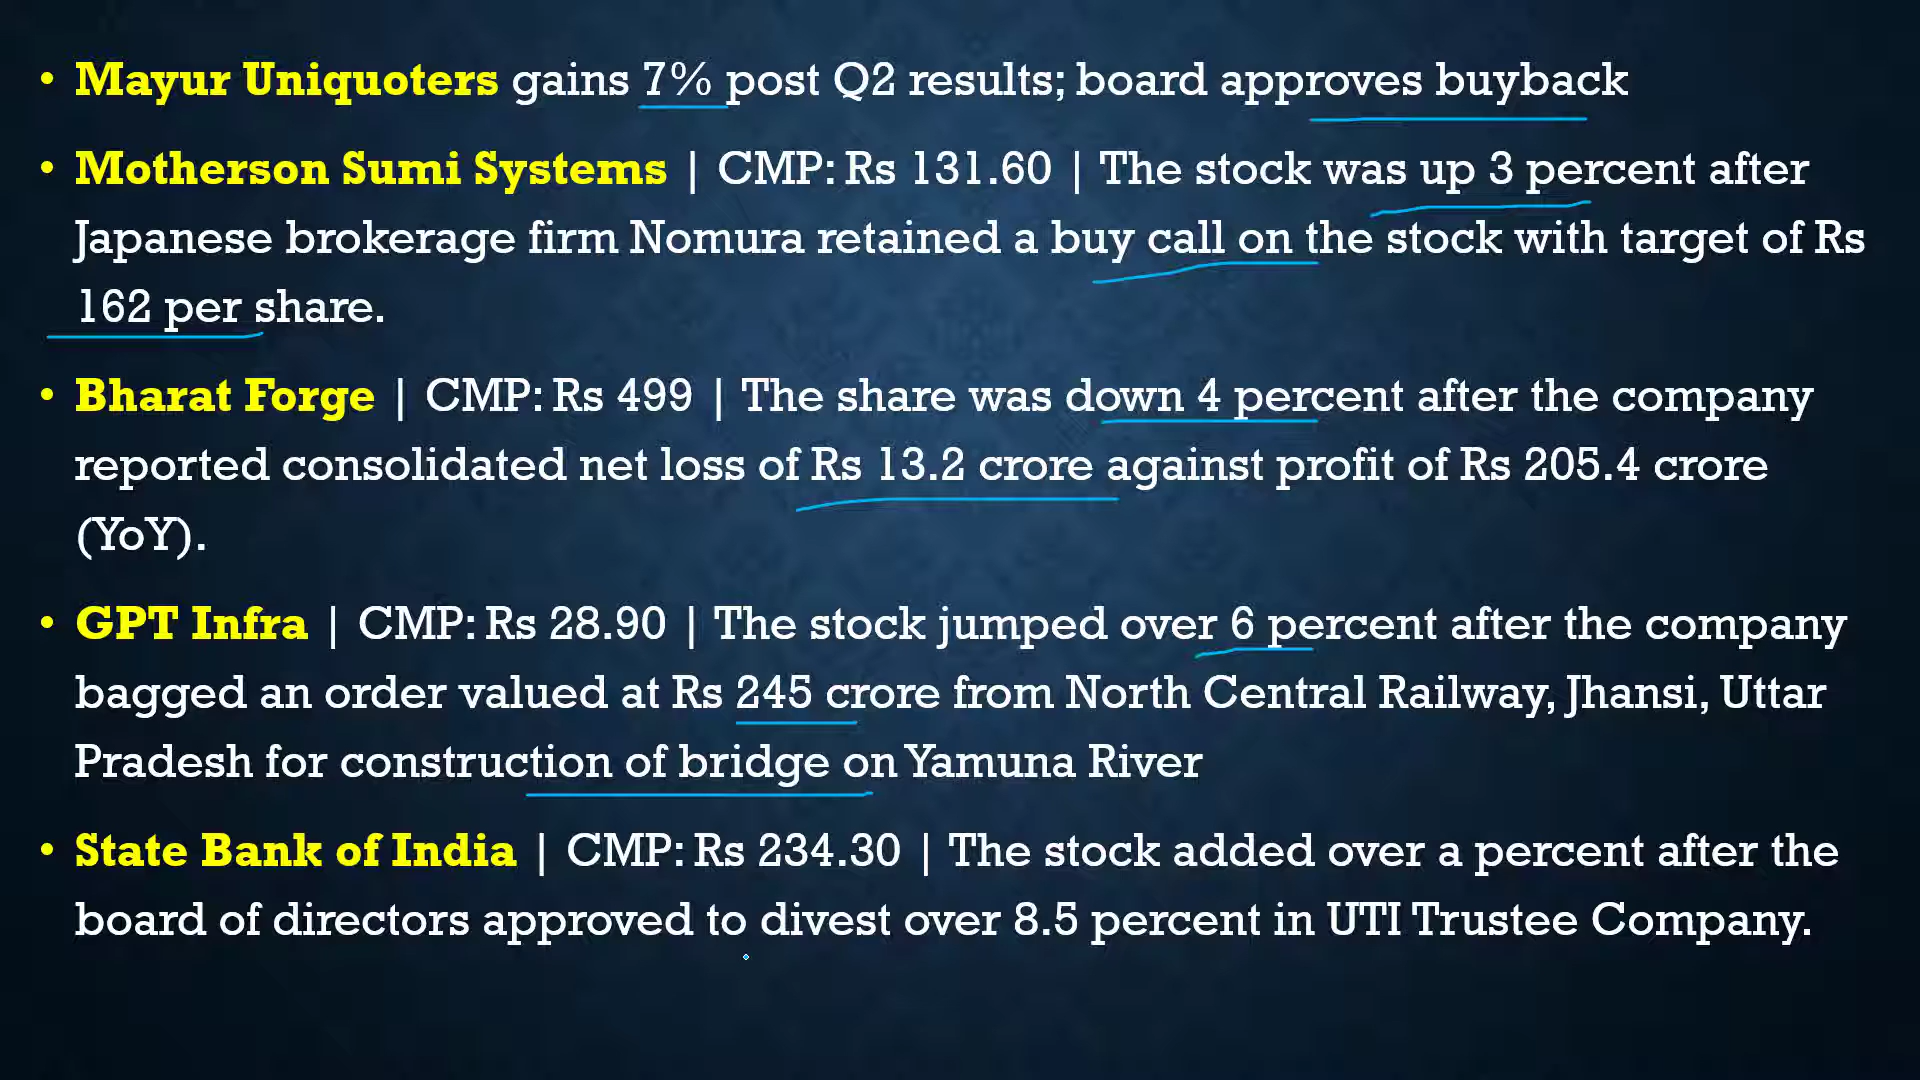 • Mayur Uniquoters gains 7% post Q2 results; board approves buyback
• Motherson Sumi Systems | CMP: Rs 131.60 | The stock was up 3 percent after
Japanese brokerage firm Nomura retained a buy call on the stock with target of Rs
162 per share.
• Bharat Forge | CMP: Rs 499 | The share was down 4 percent after the company
reported consolidated net loss of Rs 13.2 crore against profit of Rs 205.4 crore
(YoY).
• GPT Infra | CMP: Rs 28.90 | The stock jumped over 6 percent after the company
bagged an order valued at Rs 245 crore from North Central Railway, Jhansi, Uttar
Pradesh for construction of bridge on Yamuna River
• State Bank of India | CMP: Rs 234.30 | The stock added over a percent after the
board of directors approved to divest over 8.5 percent in UTI Trustee Company.